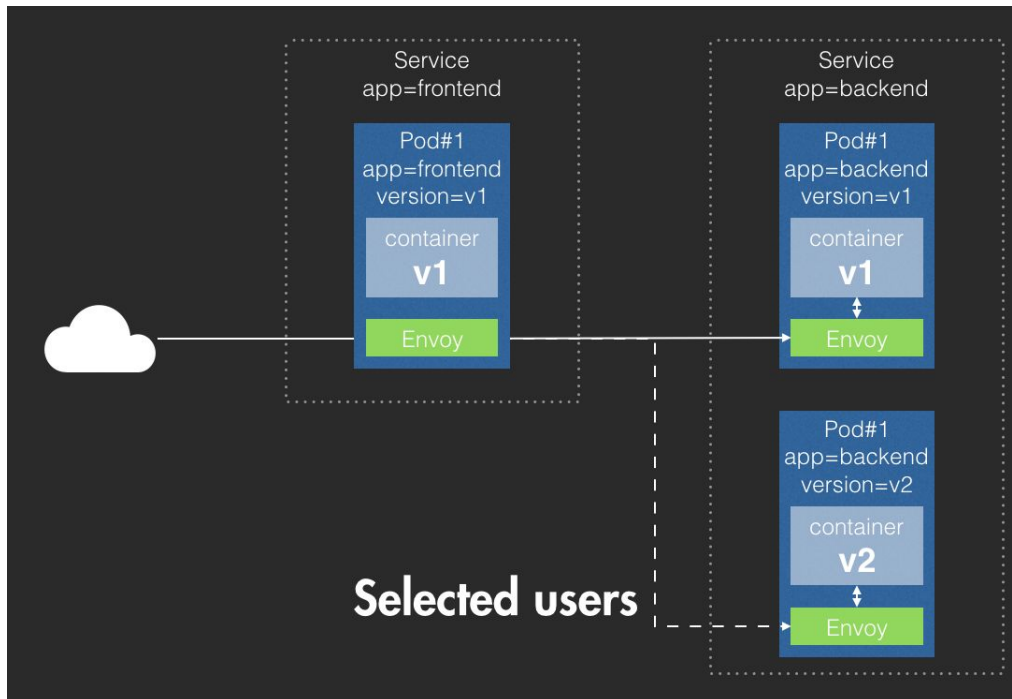 Service
app=frontend
Pod#1
app=frontend
version=v1
container
v1
Envoy
Service
app=backend
Pod#1
app=backend
version=v1
container
v1
Envoy
Pod#1
app=backend
version=v2
container
v2
Envoy
Selected users